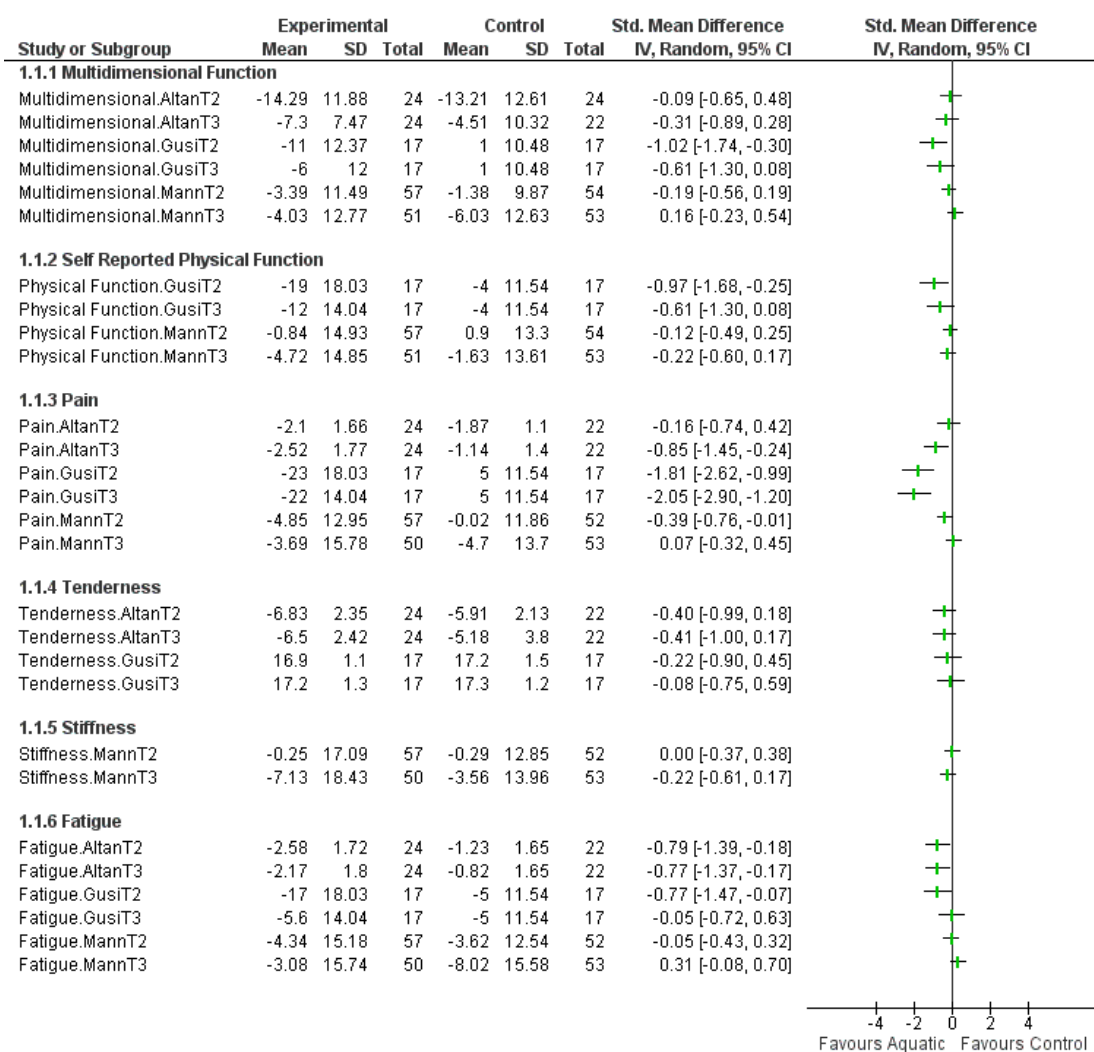 Experimental Control Std. Mean Difference Std. Mean Difference
Study or Subgroup Mean SD Total Mean SD Total IV, Random, 95% CI IV, Random, 95% CI
1.1.1 Multidimensional Function
Multidimensional.AltanT2 -14.29 11.88 24 -13.21 12.61 24 -0.09 [-0.65, 0.48]
Multidimensional.AltanT3 -7.3 7.47 24 -4.51 10.32 22 -0.31 [-0.89, 0.28]
Multidimensional.GusiT2 -11 12.37 17 1 10.48 17 -1.02 [-1.74, -0.30]
Multidimensional.GusiT3 -6 12 17 1 10.48 17 -0.61 [-1.30, 0.08]
Multidimensional.MannT2 -3.39 11.49 57 -1.38 9.87 54 -0.19 [-0.56, 0.19]
Multidimensional.MannT3 -4.03 12.77 51 -6.03 12.63 53 0.16 [-0.23, 0.54]
1.1.2 Self Reported Physical Function
Physical Function.GusiT2 -19 18.03 17 -4 11.54 17 -0.97 [-1.68, -0.25]
Physical Function.GusiT3 -12 14.04 17 -4 11.54 17 -0.61 [-1.30, 0.08]
Physical Function.MannT2 -0.84 14.93 57 0.9 13.3 54 -0.12 [-0.49, 0.25]
Physical Function.MannT3 -4.72 14.85 51 -1.63 13.61 53 -0.22 [-0.60, 0.17]
1.1.3 Pain
Pain.AltanT2 -2.1 1.66 24 -1.87 1.1 22 -0.16 [-0.74, 0.42]
Pain.AltanT3 -2.52 1.77 24 -1.14 1.4 22 -0.85 [-1.45, -0.24]
Pain.GusiT2 -23 18.03 17 5 11.54 17 -1.81 [-2.62, -0.99]
Pain.GusiT3 -22 14.04 17 5 11.54 17 -2.05 [-2.90, -1.20]
Pain.MannT2 -4.85 12.95 57 -0.02 11.86 52 -0.39 [-0.76, -0.01]
Pain.MannT3 -3.69 15.78 50 -4.7 13.7 53 0.07 [-0.32, 0.45]
1.1.4 Tenderness
Tenderness.AltanT2 -6.83 2.35 24 -5.91 2.13 22 -0.40 [-0.99, 0.18]
Tenderness.AltanT3 -6.5 2.42 24 -5.18 3.8 22 -0.41 [-1.00, 0.17]
Tenderness.GusiT2 16.9 1.1 17 17.2 1.5 17 -0.22 [-0.90, 0.45]
Tenderness.GusiT3 17.2 1.3 17 17.3 1.2 17 -0.08 [-0.75, 0.59]
1.1.5 Stiffness
Stiffness.MannT2 -0.25 17.09 57 -0.29 12.85 52 0.00 [-0.37, 0.38]
Stiffness.MannT3 -7.13 18.43 50 -3.56 13.96 53 -0.22 [-0.61, 0.17]
1.1.6 Fatigue
Fatigue.AltanT2 -2.58 1.72 24 -1.23 1.65 22 -0.79 [-1.39, -0.18]
Fatigue.AltanT3 -2.17 1.8 24 -0.82 1.65 22 -0.77 [-1.37, -0.17]
Fatigue.GusiT2 -17 18.03 17 -5 11.54 17 -0.77 [-1.47, -0.07]
Fatigue.GusiT3 -5.6 14.04 17 -5 11.54 17 -0.05 [-0.72, 0.63]
Fatigue.MannT2 -4.34 15.18 57 -3.62 12.54 52 -0.05 [-0.43, 0.32]
Fatigue.MannT3 -3.08 15.74 50 -8.02 15.58 53 0.31 [-0.08, 0.70]
-4 -2 0 2 4
Favours Aquatic Favours Control